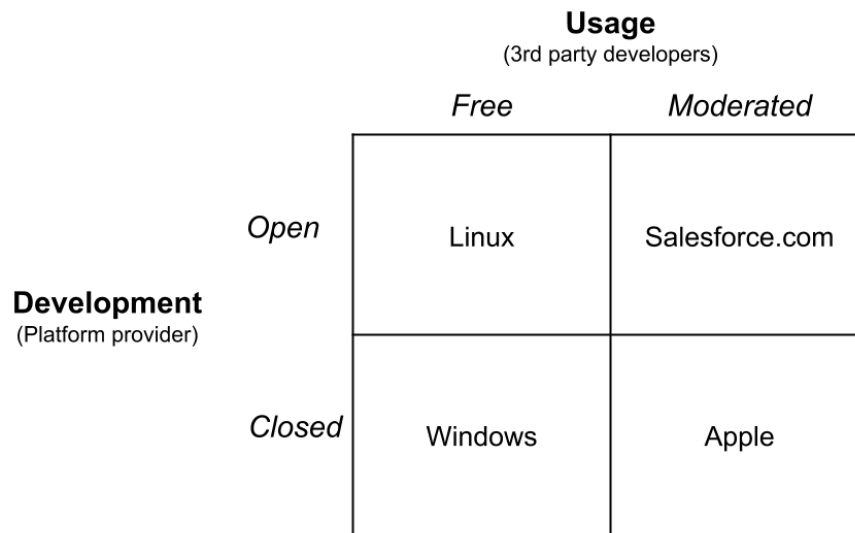 Usage
(3rd party developers)
Free Moderated
Open Linux Salesforce.com
Development
(Platform provider)
Closed Windows Apple